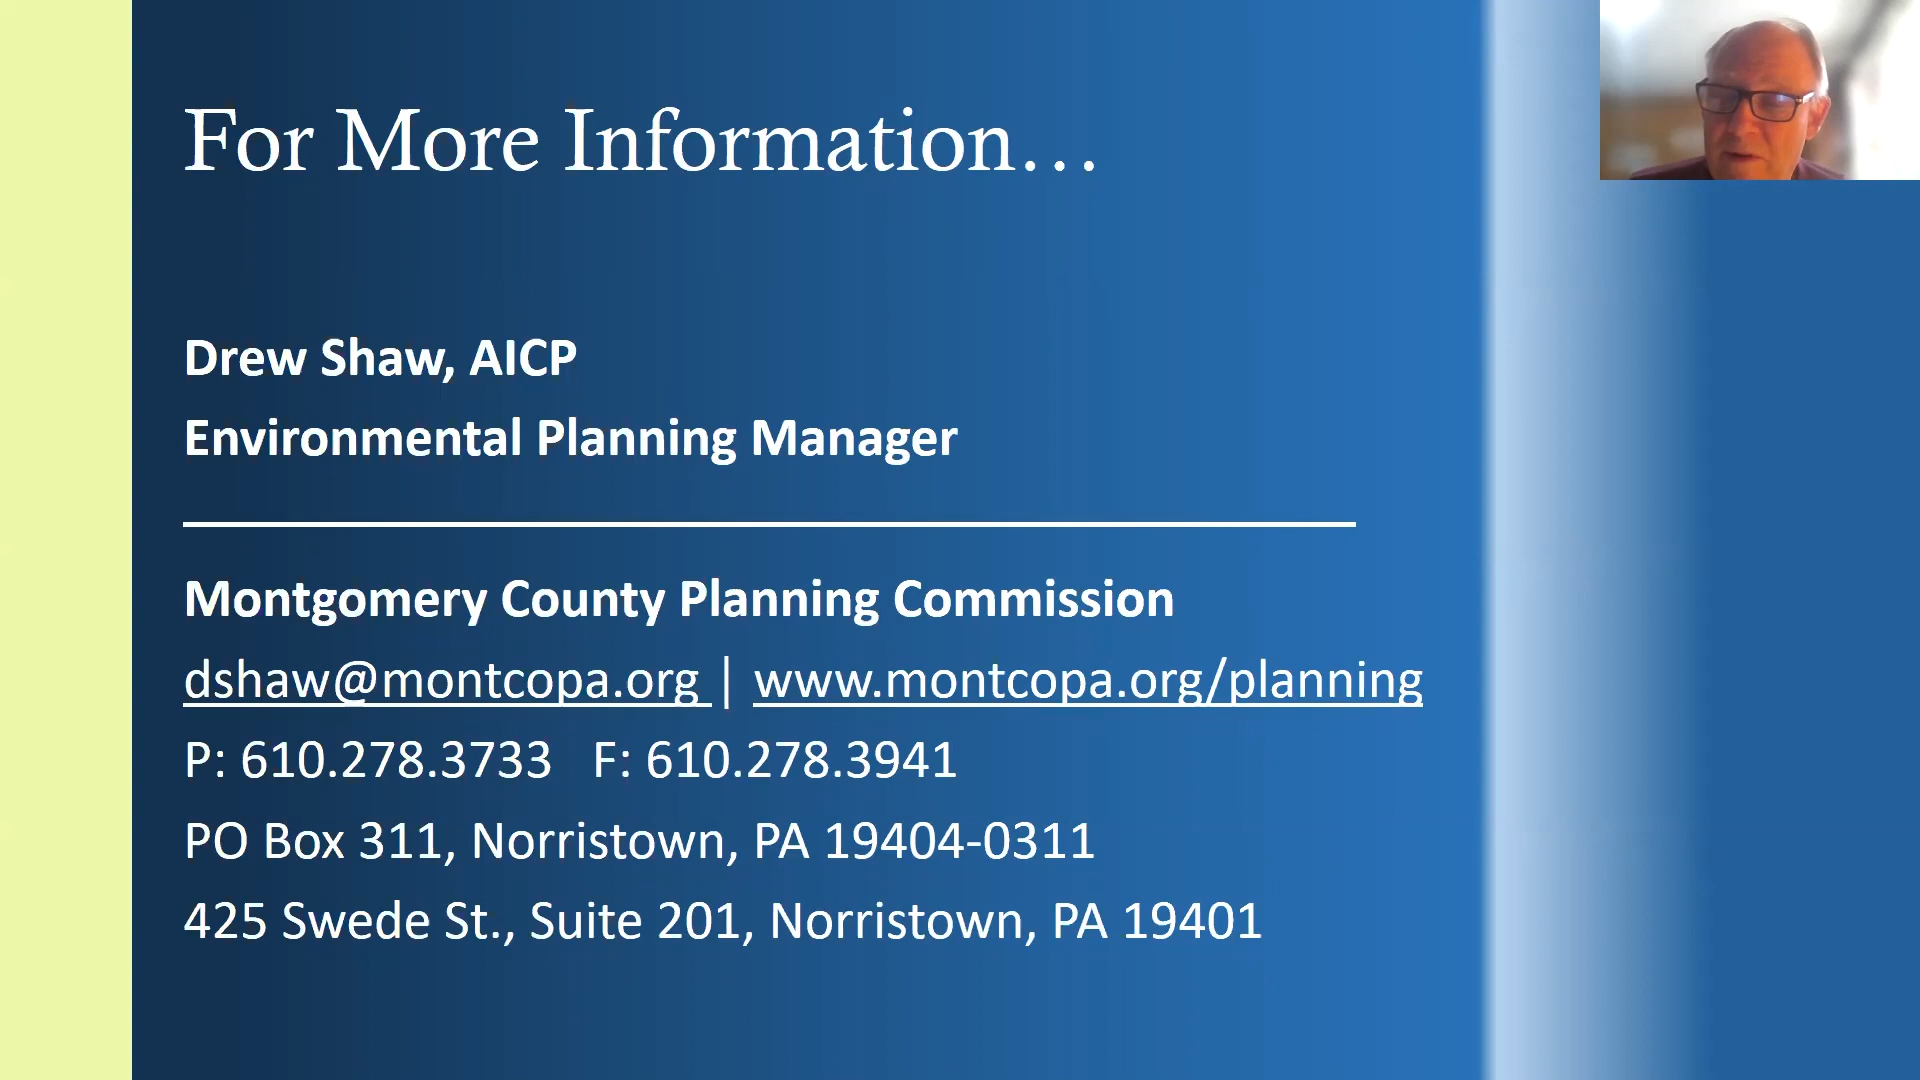 For More Information…
Drew Shaw, AICP
Environmental Planning Manager
Montgomery County Planning Commission
dshaw@montcopa.org | www.montcopa.org/planning
P: 610.278.3733 F: 610.278.3941
PO Box 311, Norristown, PA 19404-0311
425 Swede St., Suite 201, Norristown, PA 19401